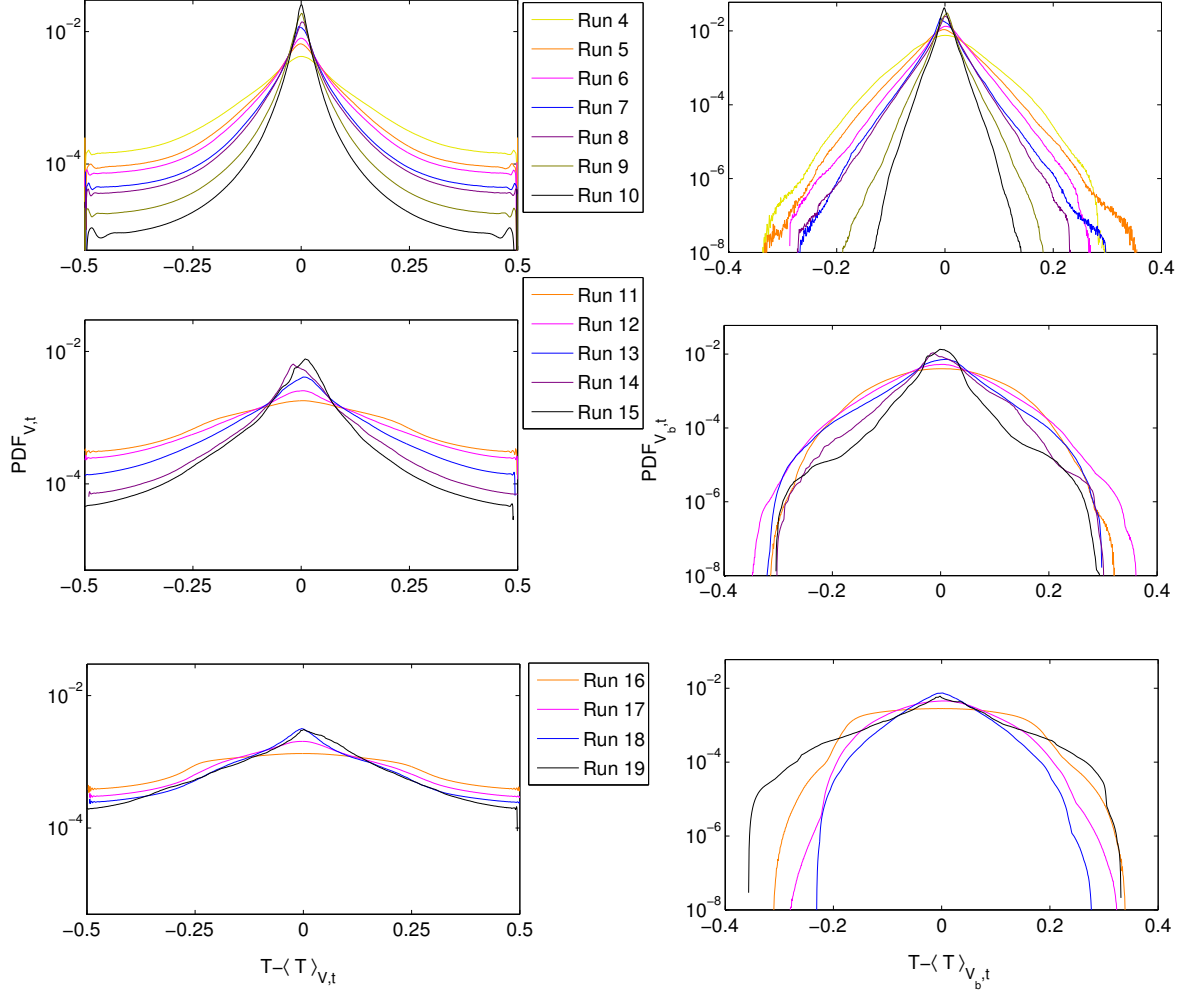 10^−2
10^−4
−0.5
−0.25
0
0.25
0.5
Run 4
Run 5
Run 6
Run 7
Run 8
Run 9
Run 10
10^−2
10^−4
10^−6
10^−8
−0.4
−0.2
0
0.2
0.4
PDF_V,t
10^−2
10^−4
−0.5
−0.25
0
0.25
0.5
Run 11
Run 12
Run 13
Run 14
Run 15
PDF_V_b,t
10^−2
10^−4
10^−6
10^−8
−0.4
−0.2
0
0.2
0.4
10^−2
10^−4
−0.5
−0.25
0
0.25
0.5
T−⟨ T ⟩_V,t
Run 16
Run 17
Run 18
Run 19
10^−2
10^−4
10^−6
10^−8
−0.4
−0.2
0
0.2
0.4
T−⟨ T ⟩_V_b,t